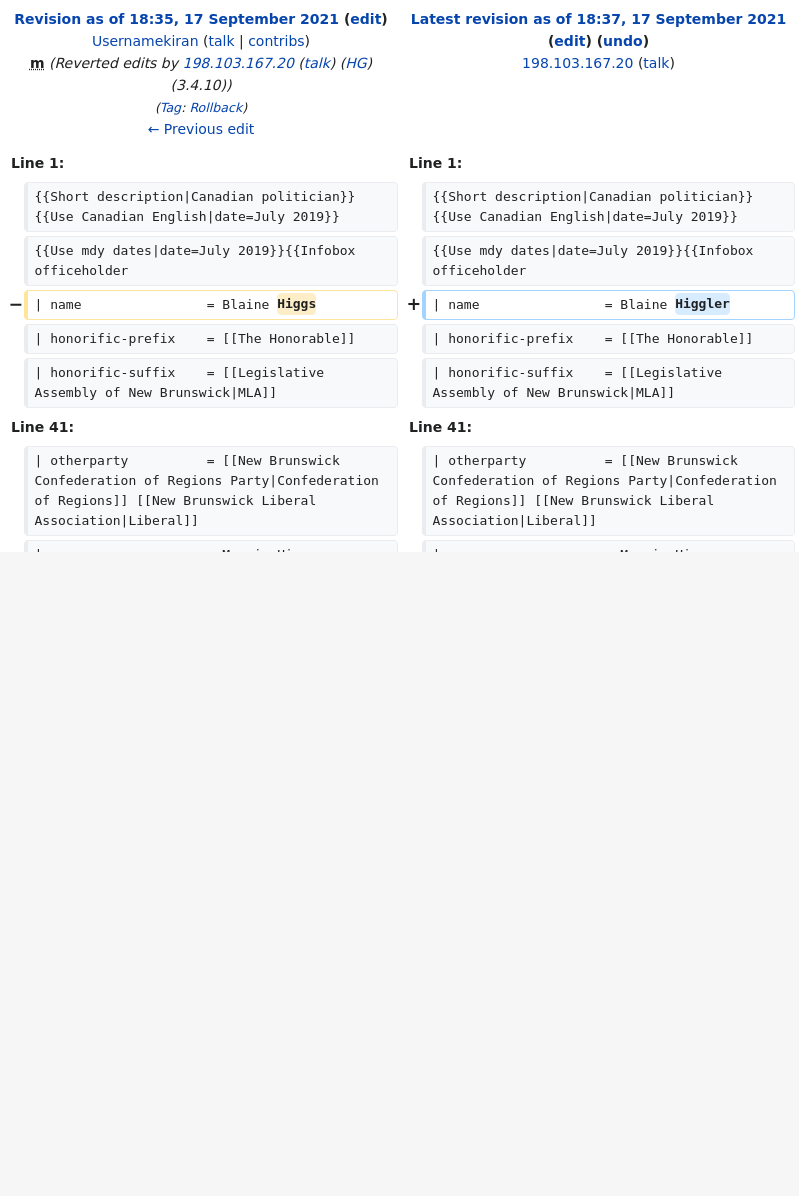 Revision as of 18:35, 17 September 2021 (edit)
Usernamekiran (talk | contribs)
m (Reverted edits by 198.103.167.20 (talk) (HG)
(3.4.10))
(Tag: Rollback)
← Previous edit
Latest revision as of 18:37, 17 September 2021
(edit) (undo)
198.103.167.20 (talk)
Line 1:
Line 1:
{{Short description|Canadian politician}}
{{Use Canadian English|date=July 2019}}
{{Short description|Canadian politician}}
{{Use Canadian English|date=July 2019}}
{{Use mdy dates|date=July 2019}}{{Infobox
officeholder
{{Use mdy dates|date=July 2019}}{{Infobox
officeholder
− | name                = Blaine Higgs
+ | name                = Blaine Higgler
| honorific-prefix    = [[The Honorable]]
| honorific-prefix    = [[The Honorable]]
| honorific-suffix    = [[Legislative
Assembly of New Brunswick|MLA]]
| honorific-suffix    = [[Legislative
Assembly of New Brunswick|MLA]]
Line 41:
Line 41:
| otherparty          = [[New Brunswick
Confederation of Regions Party|Confederation
of Regions]] [[New Brunswick Liberal
Association|Liberal]]
| otherparty          = [[New Brunswick
Confederation of Regions Party|Confederation
of Regions]] [[New Brunswick Liberal
Association|Liberal]]